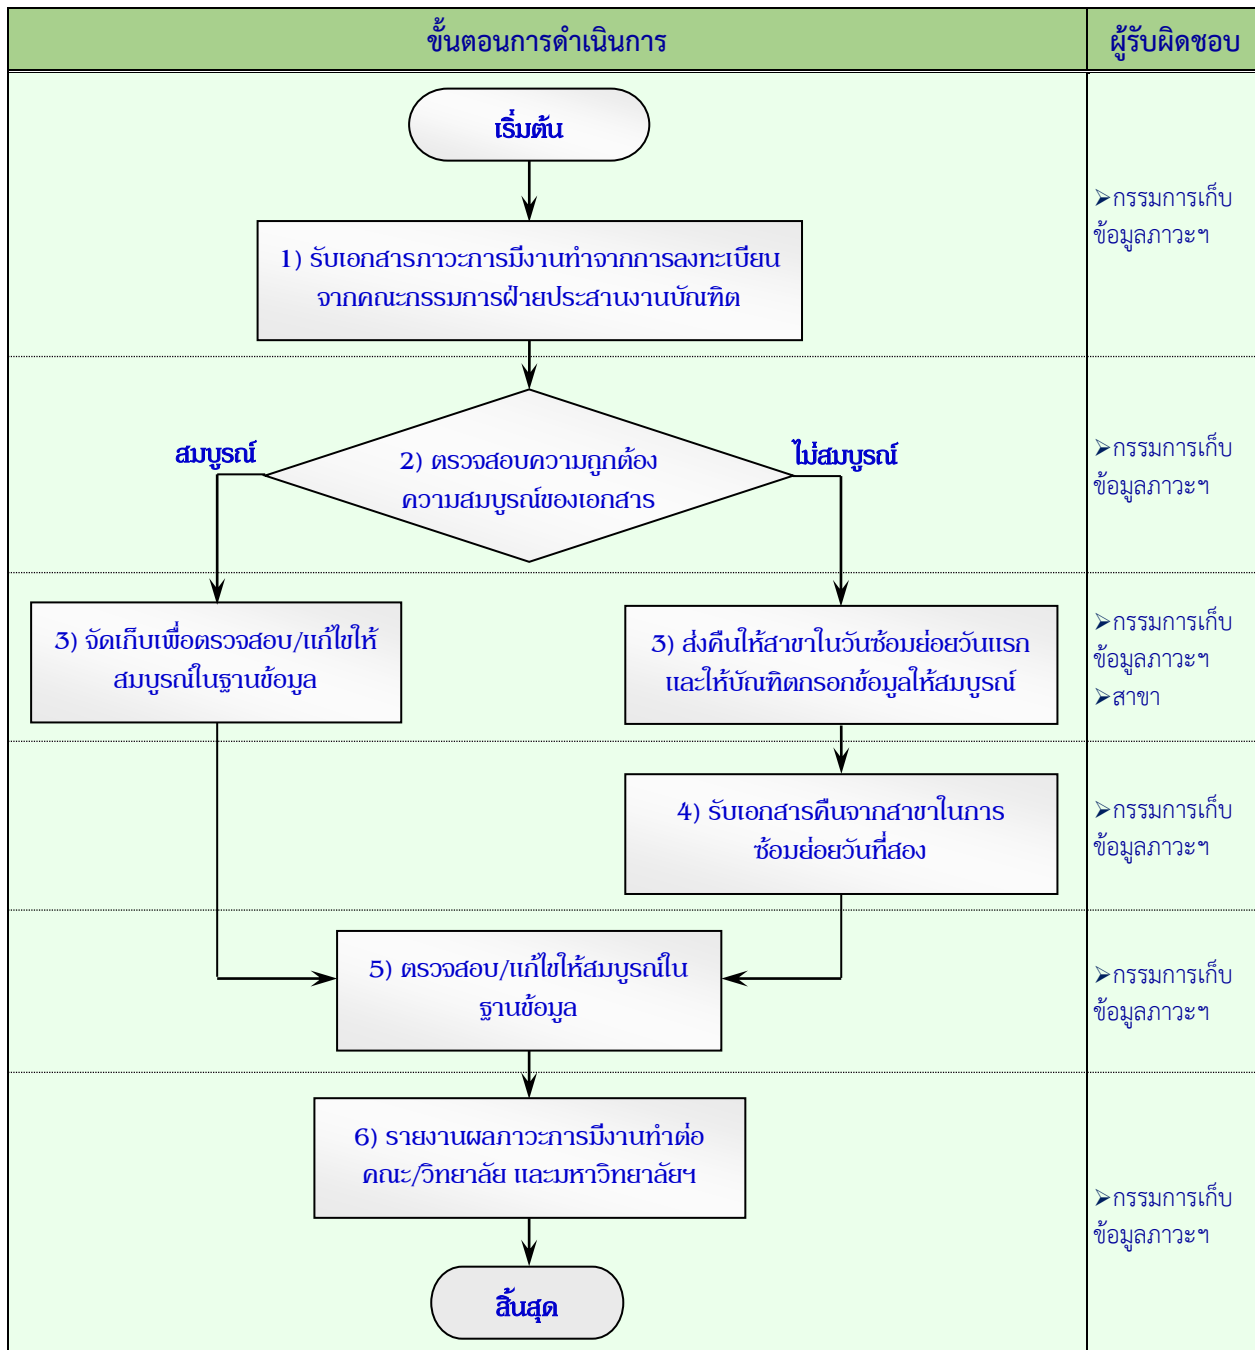 ขั้นตอนการดำเนินการ
ผู้รับผิดชอบ
เริ่มต้น
1) รับเอกสารภาวะการมีงานทำจากการลงทะเบียน
จากคณะกรรมการฝ่ายประสานงานบัณฑิต
➢กรรมการเก็บ
ข้อมูลภาวะฯ
สมบูรณ์
2) ตรวจสอบความถูกต้อง
ความสมบูรณ์ของเอกสาร
ไม่สมบูรณ์
➢กรรมการเก็บ
ข้อมูลภาวะฯ
3) จัดเก็บเพื่อตรวจสอบ/แก้ไขให้
สมบูรณ์ในฐานข้อมูล
3) ส่งคืนให้สาขาในวันซ้อมย่อยวันแรก
และให้บัณฑิตกรอกข้อมูลให้สมบูรณ์
➢กรรมการเก็บ
ข้อมูลภาวะฯ
➢สาขา
4) รับเอกสารคืนจากสาขาในการ
ซ้อมย่อยวันที่สอง
➢กรรมการเก็บ
ข้อมูลภาวะฯ
5) ตรวจสอบ/แก้ไขให้สมบูรณ์ใน
ฐานข้อมูล
➢กรรมการเก็บ
ข้อมูลภาวะฯ
6) รายงานผลภาวะการมีงานทำต่อ
คณะ/วิทยาลัย และมหาวิทยาลัยฯ
➢กรรมการเก็บ
ข้อมูลภาวะฯ
สิ้นสุด